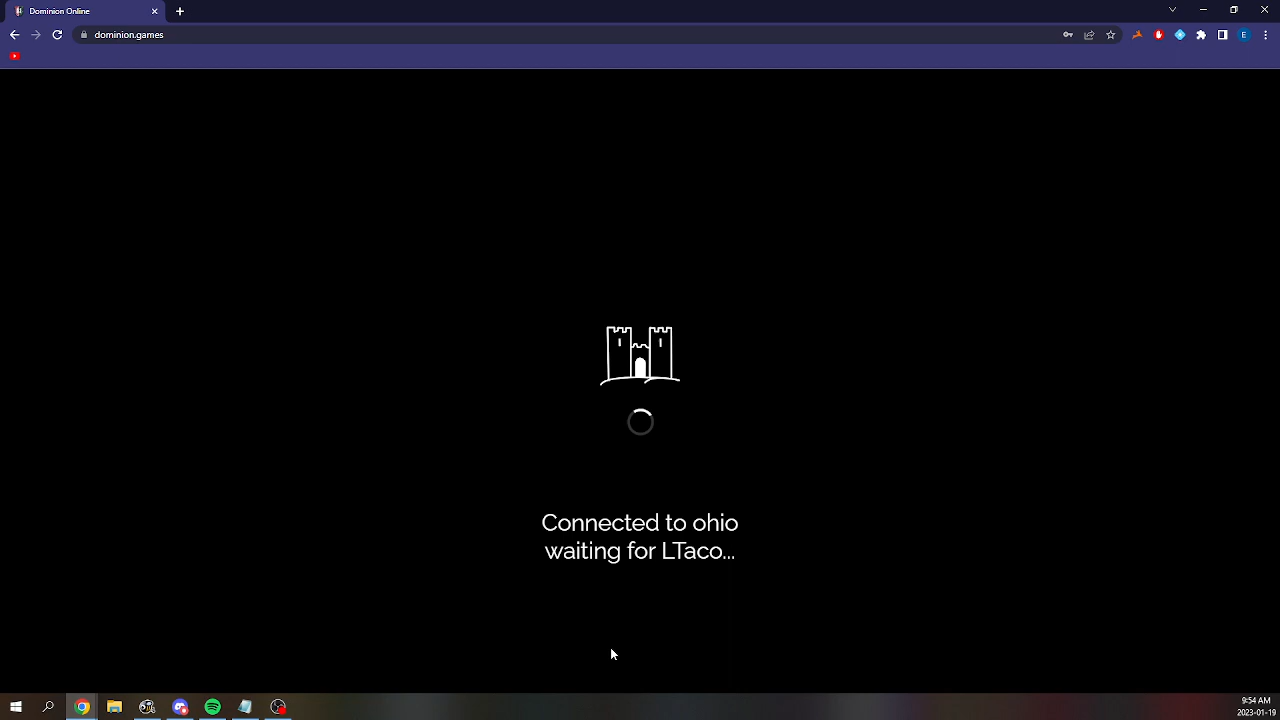 Dominion Online
dominion.games
E
Connected to ohio
waiting for LTaco...
9:54 AM
2023-01-19